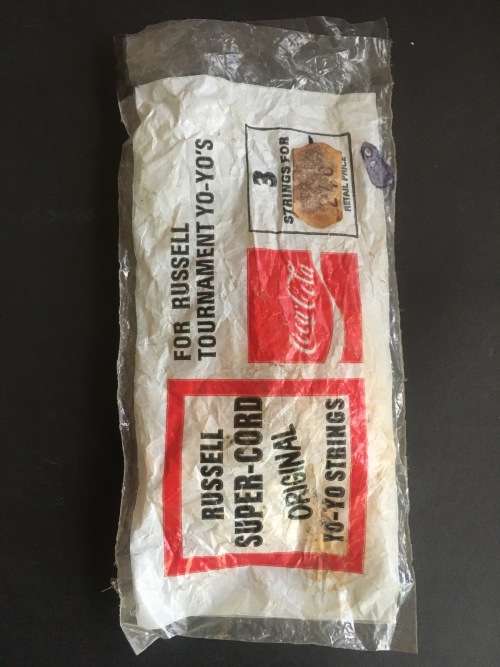 RUSSELL
SUPER-CORD
ORIGINAL
YO-YO STRINGS
FOR RUSSELL
TOURNAMENT YO-YO'S
Coca-Cola
3
STRINGS FOR
RETAIL PRICE